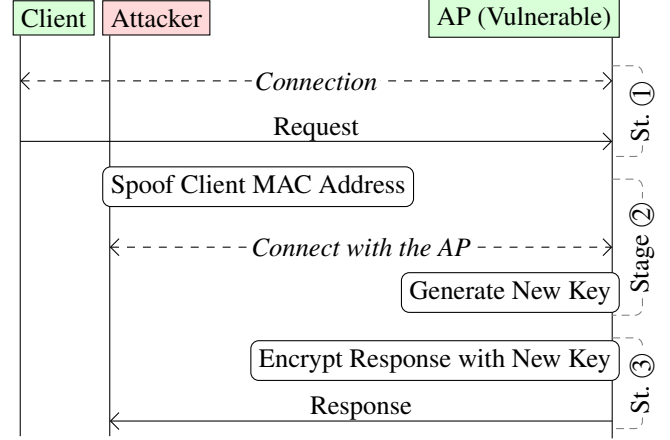 Client
Attacker
AP (Vulnerable)
Connection
Request
St. ①
Spoof Client MAC Address
Connect with the AP
Generate New Key
Stage ②
Encrypt Response with New Key
Response
St. ③